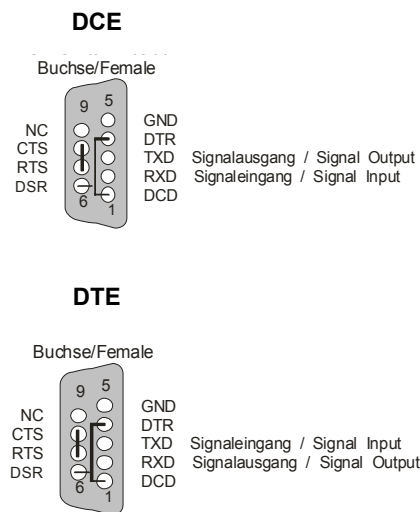 DCE
Buchse/Female
9 5
NC
CTS
RTS
DSR
6
1
GND
DTR
TXD Signalausgang / Signal Output
RXD Signaleingang / Signal Input
DCD
DTE
Buchse/Female
9 5
NC
CTS
RTS
DSR
6
1
GND
DTR
TXD Signaleingang / Signal Input
RXD Signalausgang / Signal Output
DCD